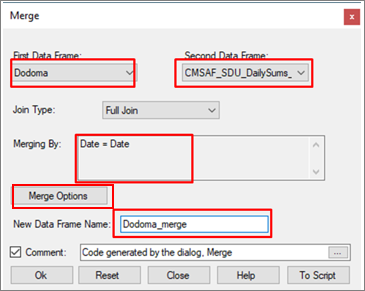 Merge
x
First Data Frame:
Second Data Frame:
Dodoma
CMSAF_SDU_DailySums_
Join Type:
Full Join
Merging By:
Date = Date
Merge Options
New Data Frame Name:
Dodoma_merge
Comment:
Code generated by the dialog, Merge
...
Ok
Reset
Close
Help
To Script